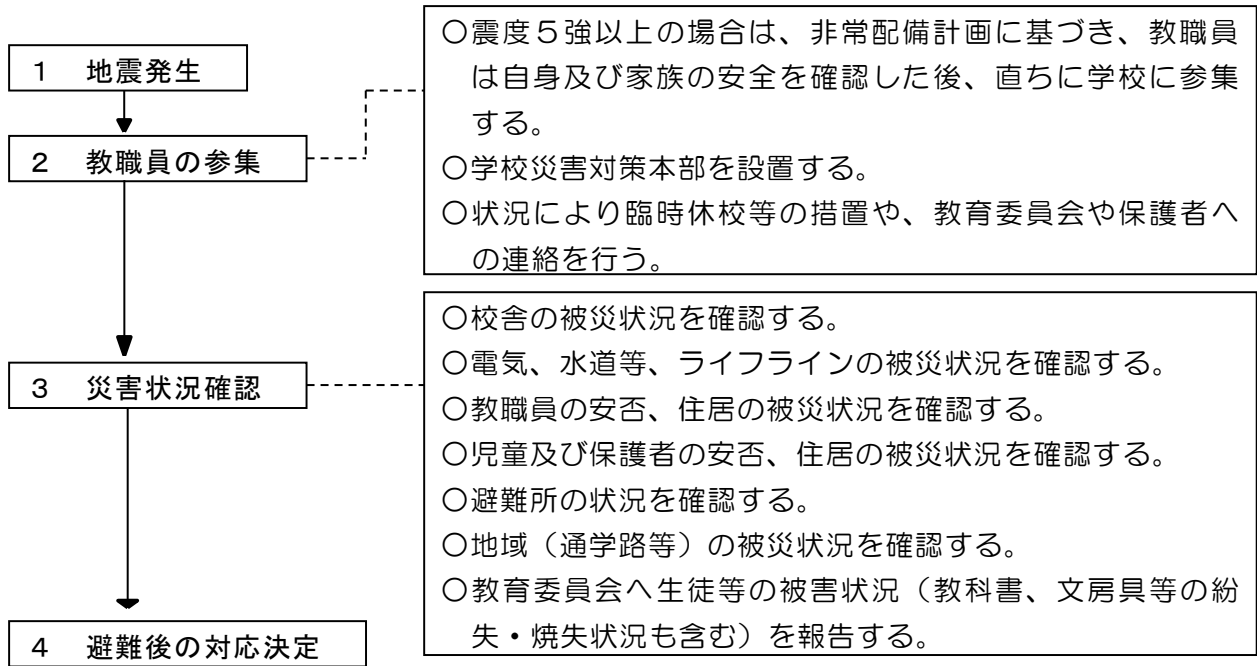 1　地震発生
2　教職員の参集
○震度５強以上の場合は、非常配備計画に基づき、教職員
は自身及び家族の安全を確認した後、直ちに学校に参集
する。
○学校災害対策本部を設置する。
○状況により臨時休校等の措置や、教育委員会や保護者へ
の連絡を行う。
3　災害状況確認
○校舎の被災状況を確認する。
○電気、水道等、ライフラインの被災状況を確認する。
○教職員の安否、住居の被災状況を確認する。
○児童及び保護者の安否、住居の被災状況を確認する。
○避難所の状況を確認する。
○地域（通学路等）の被災状況を確認する。
○教育委員会へ生徒等の被害状況（教科書、文房具等の紛
失・焼失状況も含む）を報告する。
4　避難後の対応決定